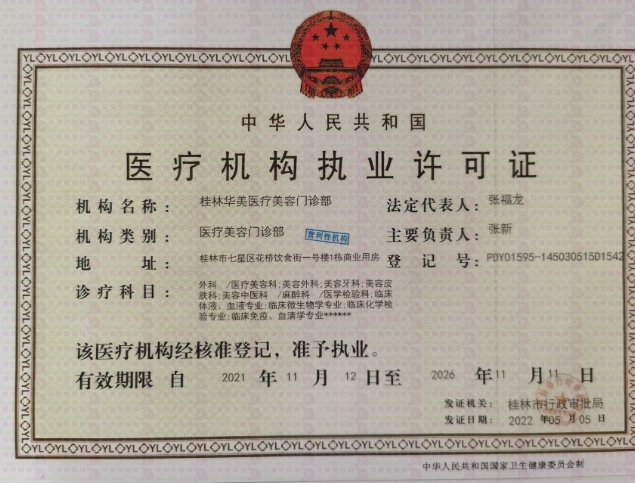 中华人民共和国
医疗机构执业许可证
机构名称： 桂林华美医疗美容门诊部 法定代表人： 张福龙
机构类别： 医疗美容门诊部 营利性机构 主要负责人： 张新
地址： 桂林市七星区花桥饮食街一号楼1栋商业用房 登记号： PDY01595-14503051501542
诊疗科目： 外科 /医疗美容科;美容外科;美容牙科;美容皮
肤科;美容中医科 /麻醉科 /医学检验科;临床
体液、血液专业;临床微生物学专业;临床化学检
验专业;临床免疫、血清学专业******
该医疗机构经核准登记，准予执业。
有效期限 自 2021 年 11 月 12 日至 2026 年 11 月 11 日
发证机关： 桂林市行政审批局
发证日期： 2022 年 05 月 05 日
中华人民共和国国家卫生健康委员会制